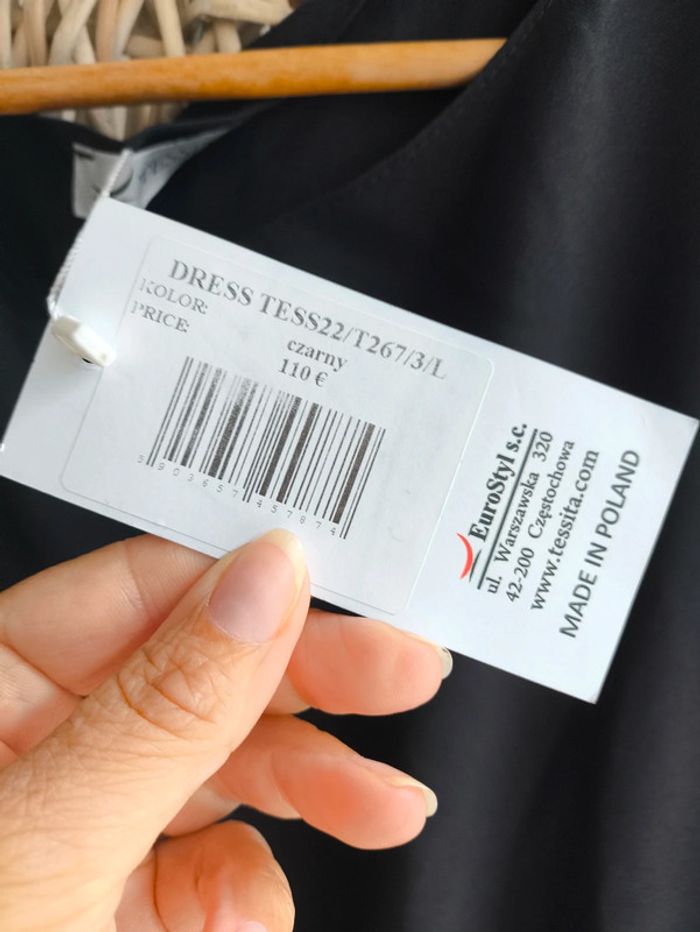 DRESS TESS22/T267/3/L
KOLOR: czarny
PRICE: 110 €
5903657457874
EuroStyl s.c.
ul. Warszawska 320
42-200 Częstochowa
www.tessita.com
MADE IN POLAND